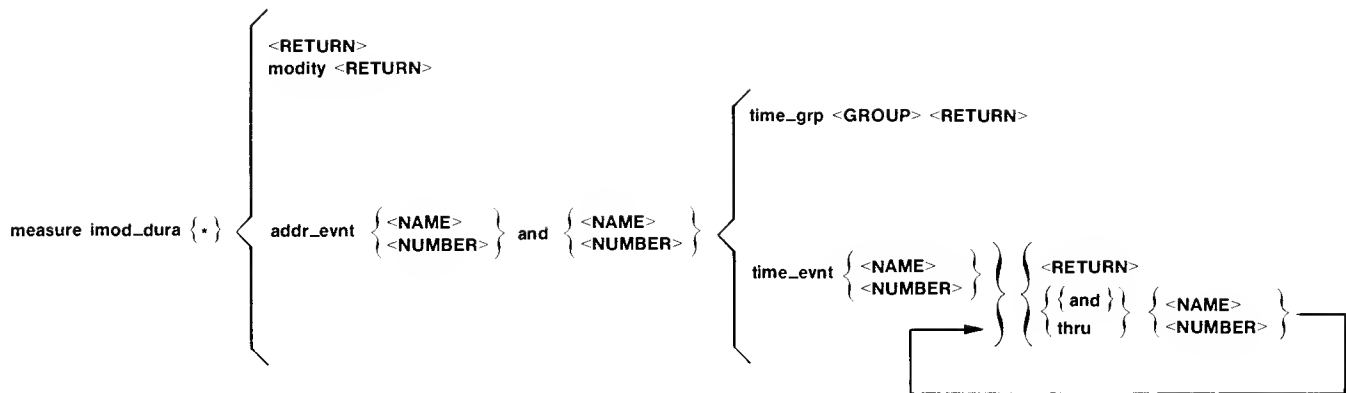 <RETURN>
modity <RETURN>
time_grp <GROUP> <RETURN>
measure imod_dura {*} addr_evnt {<NAME> <NUMBER>} and {<NAME> <NUMBER>}
time_evnt {<NAME> <NUMBER>}
<RETURN>
{and} thru {<NAME> <NUMBER>}